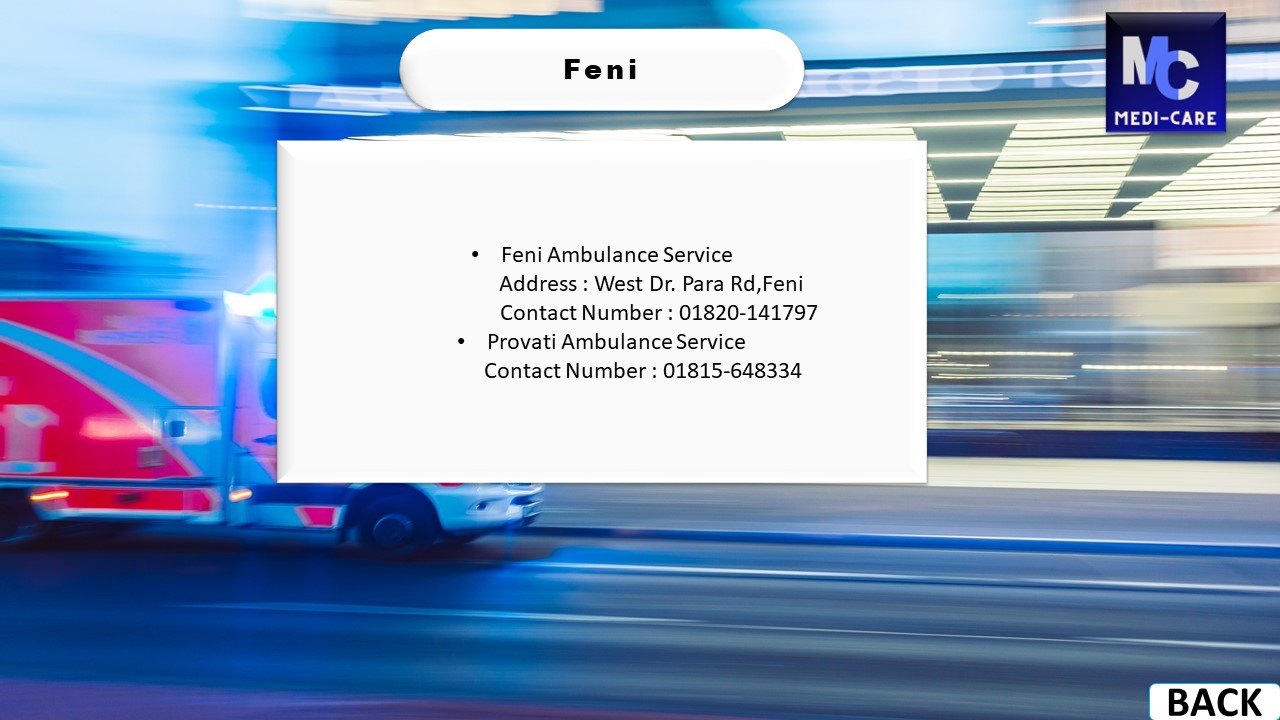 Feni
MC
MEDI-CARE
• Feni Ambulance Service
Address : West Dr. Para Rd,Feni
Contact Number : 01820-141797
• Provati Ambulance Service
Contact Number : 01815-648334
BACK